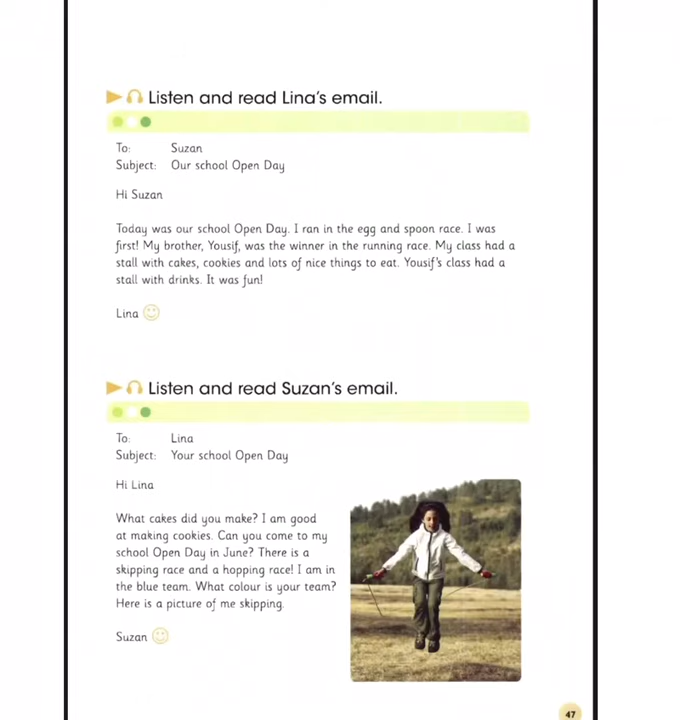 Listen and read Lina's email.
To: Suzan
Subject: Our school Open Day
Hi Suzan
Today was our school Open Day. I ran in the egg and spoon race. I was
first! My brother, Yousif, was the winner in the running race. My class had a
stall with cakes, cookies and lots of nice things to eat. Yousif's class had a
stall with drinks. It was fun!
Lina
Listen and read Suzan's email.
To: Lina
Subject: Your school Open Day
Hi Lina
What cakes did you make? I am good
at making cookies. Can you come to my
school Open Day in June? There is a
skipping race and a hopping race! I am in
the blue team. What colour is your team?
Here is a picture of me skipping.
Suzan
47